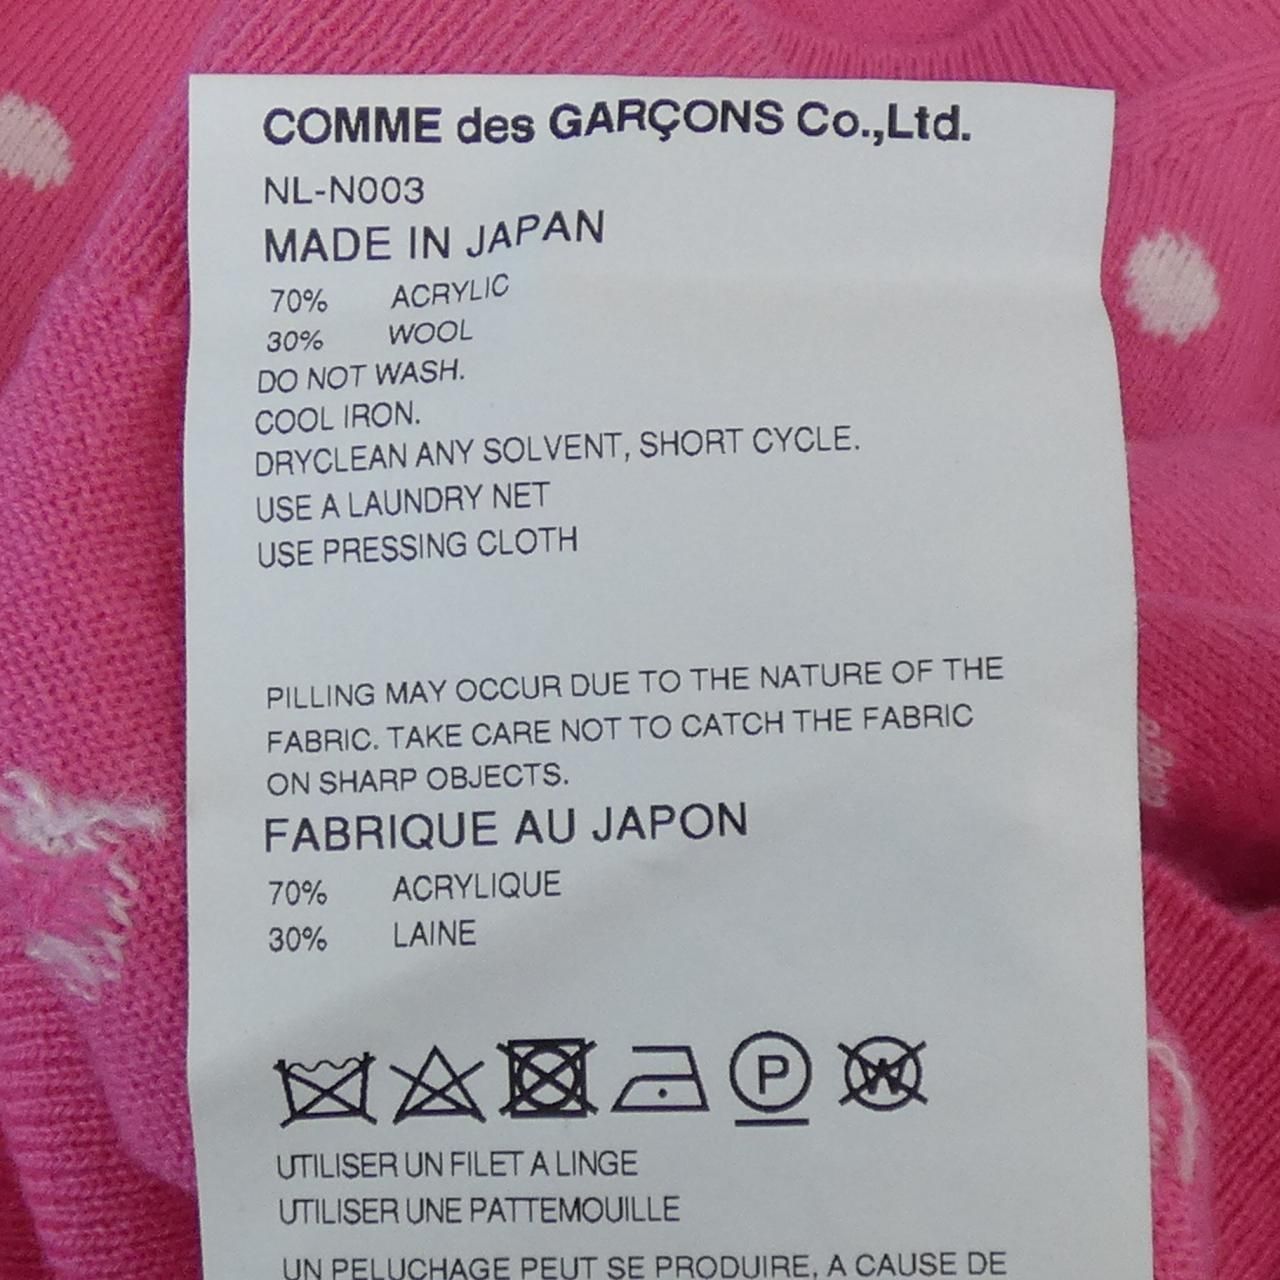 COMME des GARÇONS Co.,Ltd.
NL-N003
MADE IN JAPAN
70% ACRYLIC
30% WOOL
DO NOT WASH.
COOL IRON.
DRYCLEAN ANY SOLVENT, SHORT CYCLE.
USE A LAUNDRY NET
USE PRESSING CLOTH
PILLING MAY OCCUR DUE TO THE NATURE OF THE
FABRIC. TAKE CARE NOT TO CATCH THE FABRIC
ON SHARP OBJECTS.
FABRIQUE AU JAPON
70% ACRYLIQUE
30% LAINE
P W
UTILISER UN FILET A LINGE
UTILISER UNE PATTEMOUILLE
UN PELUCHAGE PEUT SE PRODUIRE, A CAUSE DE